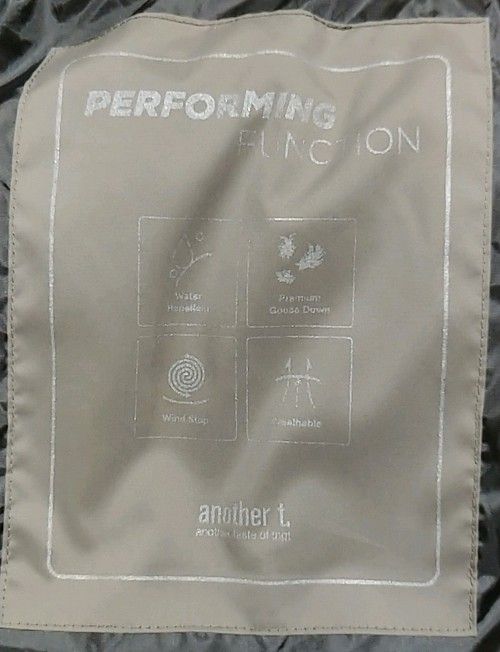 PERFORMING
FUNCTION
Water
Repellent
Premium
Goose Down
Wind Stop
Breathable
another t.